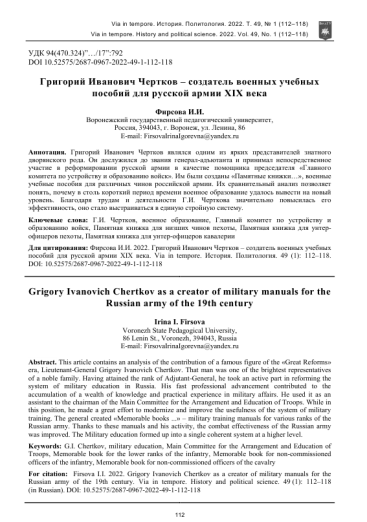 Via in tempore. История. Политология. 2022. Т. 49, № 1 (112–118)
Via in tempore. History and political science. 2022. Vol. 49, No. 1 (112–118)
УДК 94(470.324)"…/17":792
DOI 10.52575/2687-0967-2022-49-1-112-118
Григорий Иванович Чертков – создатель военных учебных
пособий для русской армии XIX века
Фирсова И.И.
Воронежский государственный педагогический университет,
Россия, 394043, г. Воронеж, ул. Ленина, 86
E-mail: FirsovaIrinaIgorevna@yandex.ru
Аннотация. Григорий Иванович Чертков являлся одним из ярких представителей знатного
дворянского рода. Он дослужился до звания генерал-адъютанта и принимал непосредственное
участие в реформировании русской армии в качестве помощника председателя «Главного
комитета по устройству и образованию войск». Им были созданы «Памятные книжки…», военные
учебные пособия для различных чинов российской армии. Их сравнительный анализ позволяет
понять, почему в столь короткий период времени военное образование удалось вывести на новый
уровень. Благодаря трудам и деятельности Г.И. Черткова значительно повысилась его
эффективность, оно стало выстраиваться в единую стройную систему.
Ключевые слова: Г.И. Чертков, военное образование, Главный комитет по устройству и
образованию войск, Памятная книжка для низших чинов пехоты, Памятная книжка для унтер-
офицеров пехоты, Памятная книжка для унтер-офицеров кавалерии
Для цитирования: Фирсова И.И. 2022. Григорий Иванович Чертков – создатель военных учебных
пособий для русской армии XIX века. Via in tempore. История. Политология. 49 (1): 112–118.
DOI: 10.52575/2687-0967-2022-49-1-112-118
Grigory Ivanovich Chertkov as a creator of military manuals for the
Russian army of the 19th century
Irina I. Firsova
Voronezh State Pedagogical University,
86 Lenin St., Voronezh, 394043, Russia
E-mail: FirsovaIrinaIgorevna@yandex.ru
Abstract. This article contains an analysis of the contribution of a famous figure of the «Great Reforms»
era, Lieutenant-General Grigory Ivanovich Chertkov. That man was one of the brightest representatives
of a noble family. Having attained the rank of Adjutant-General, he took an active part in reforming the
system of military education in Russia. His fast professional advancement contributed to the
accumulation of a wealth of knowledge and practical experience in military affairs. He used it as an
assistant to the chairman of the Main Committee for the Arrangement and Education of Troops. While in
this position, he made a great effort to modernize and improve the usefulness of the system of military
training. The general created «Memorable books ...» – military training manuals for various ranks of the
Russian army. Thanks to these manuals and his activity, the combat effectiveness of the Russian army
was improved. The Military education formed up into a single coherent system at a higher level.
Keywords: G.I. Chertkov, military education, Main Committee for the Arrangement and Education of
Troops, Memorable book for the lower ranks of the infantry, Memorable book for non-commissioned
officers of the infantry, Memorable book for non-commissioned officers of the cavalry
For citation: Firsova I.I. 2022. Grigory Ivanovich Chertkov as a creator of military manuals for the
Russian army of the 19th century. Via in tempore. History and political science. 49 (1): 112–118
(in Russian). DOI: 10.52575/2687-0967-2022-49-1-112-118
112